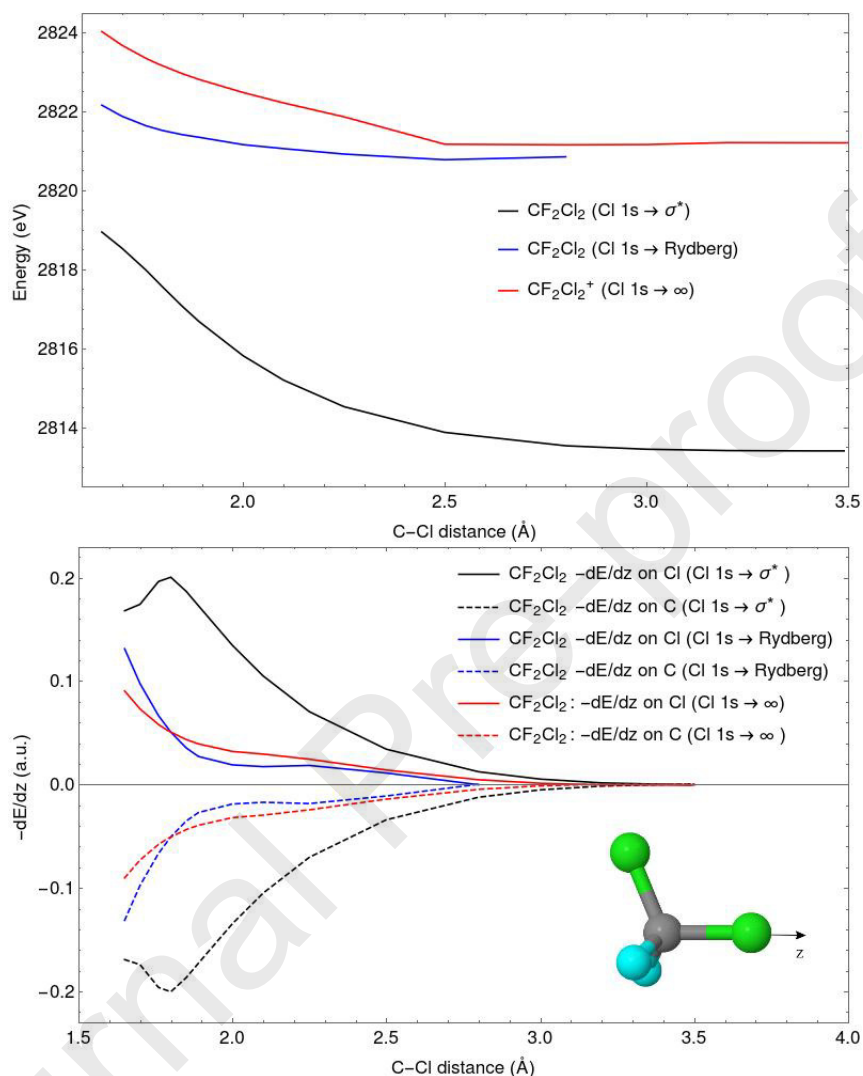 2824
2822
2820
2818
2816
2814
Energy (eV)
CF₂Cl₂ (Cl 1s → σ*)
CF₂Cl₂ (Cl 1s → Rydberg)
CF₂Cl₂⁺ (Cl 1s → ∞)
2.0 2.5 3.0 3.5
C–Cl distance (Å)
0.2
0.1
0.0
−0.1
−0.2
−dE/dz (a.u.)
CF₂Cl₂ −dE/dz on Cl (Cl 1s → σ* )
CF₂Cl₂ −dE/dz on C (Cl 1s → σ* )
CF₂Cl₂ −dE/dz on Cl (Cl 1s → Rydberg)
CF₂Cl₂ −dE/dz on C (Cl 1s → Rydberg)
CF₂Cl₂ : −dE/dz on Cl (Cl 1s → ∞)
CF₂Cl₂ : −dE/dz on C (Cl 1s → ∞ )
z
1.5 2.0 2.5 3.0 3.5 4.0
C–Cl distance (Å)
rnal Pre-proof